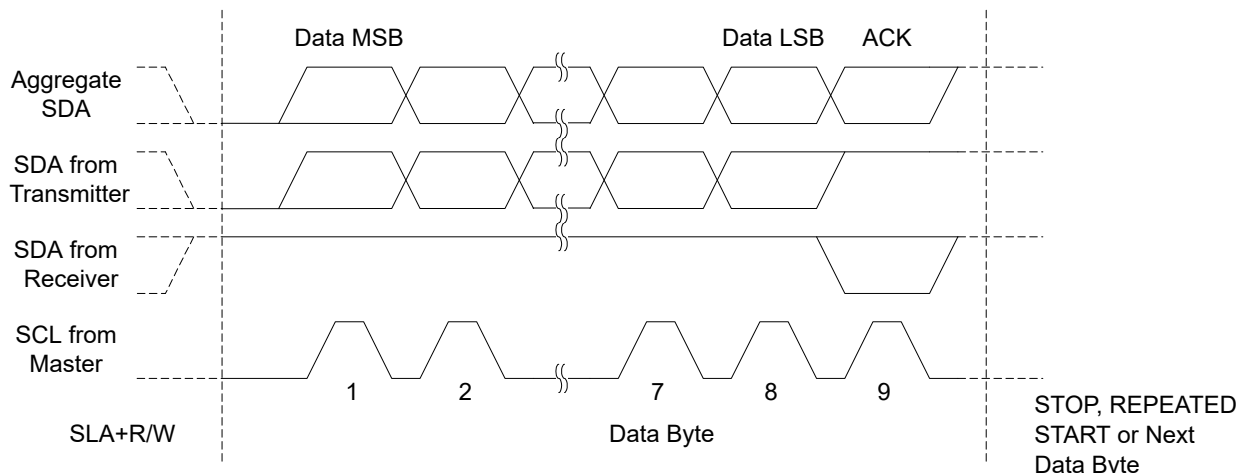 Data MSB
Data LSB
ACK
Aggregate
SDA
SDA from
Transmitter
SDA from
Receiver
SCL from
Master
1
2
7
8
9
SLA+R/W
Data Byte
STOP, REPEATED
START or Next
Data Byte